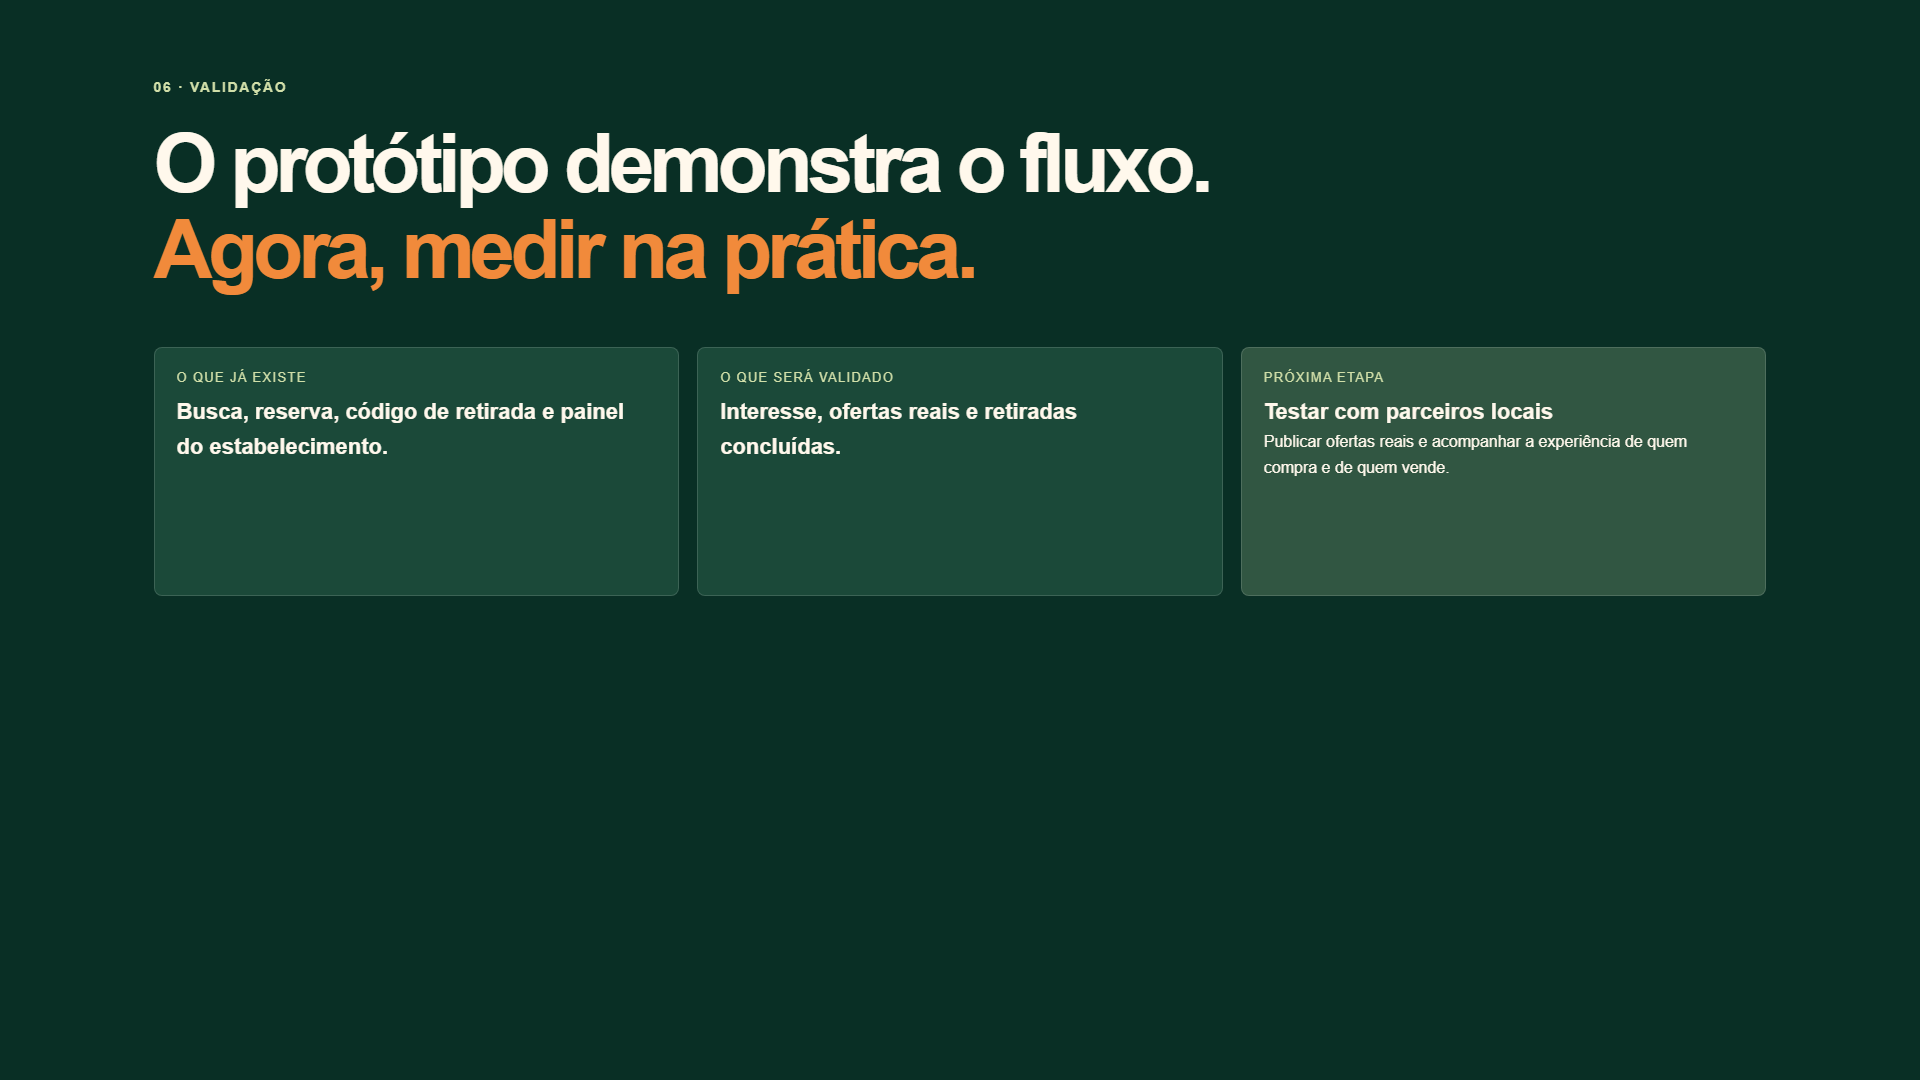 06 · VALIDAÇÃO
O protótipo demonstra o fluxo.
Agora, medir na prática.
O QUE JÁ EXISTE
Busca, reserva, código de retirada e painel
do estabelecimento.
O QUE SERÁ VALIDADO
Interesse, ofertas reais e retiradas
concluídas.
PRÓXIMA ETAPA
Testar com parceiros locais
Publicar ofertas reais e acompanhar a experiência de quem
compra e de quem vende.